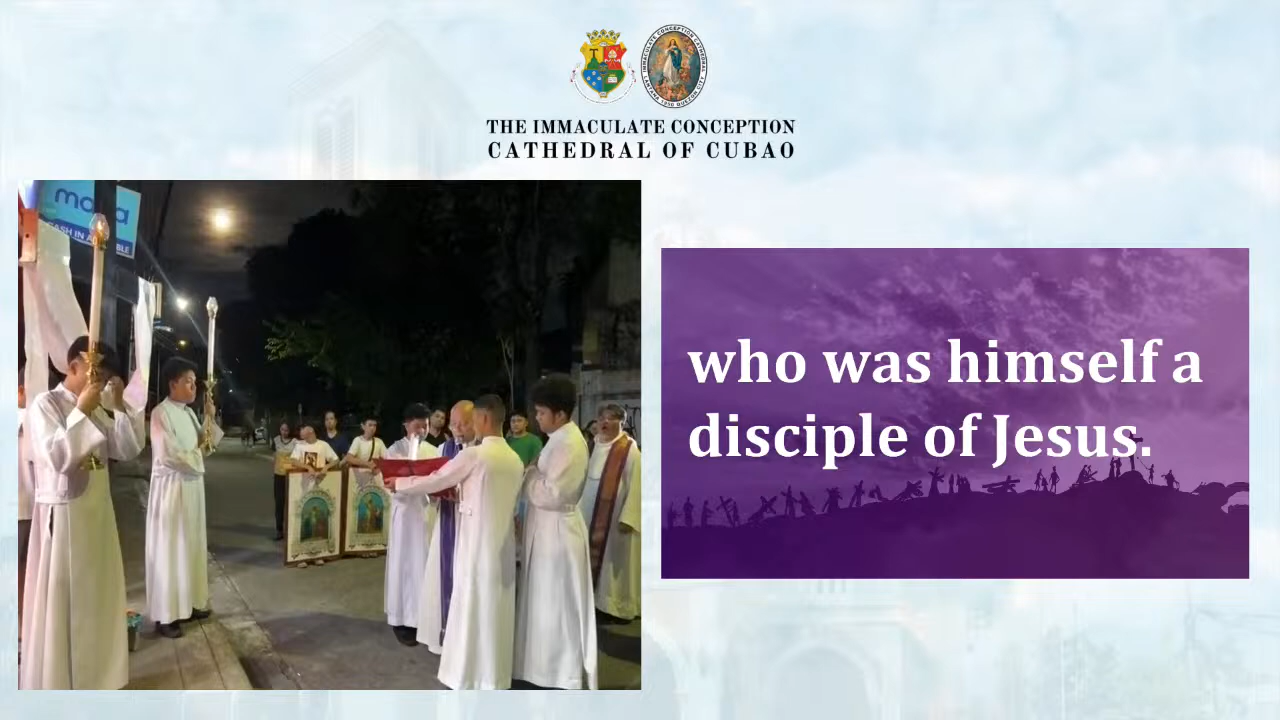 THE IMMACULATE CONCEPTION
CATHEDRAL OF CUBAO
who was himself a
disciple of Jesus.